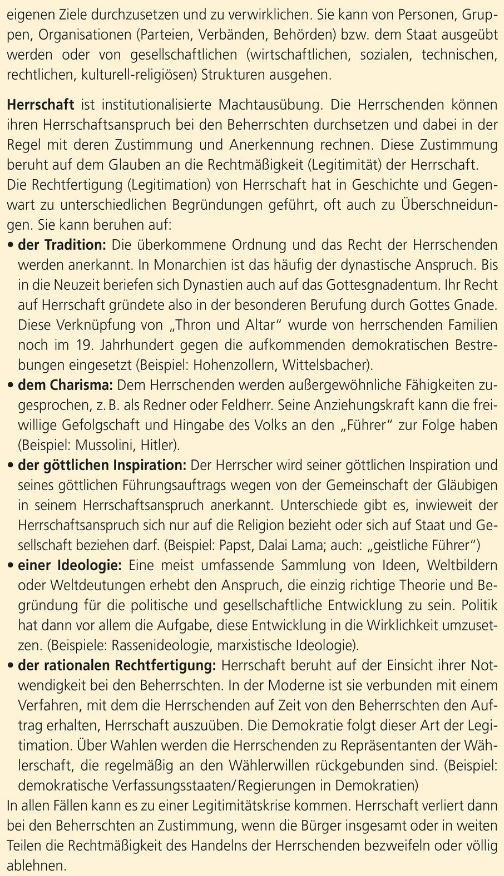 eigenen Ziele durchzusetzen und zu verwirklichen. Sie kann von Personen, Grup-
pen, Organisationen (Parteien, Verbänden, Behörden) bzw. dem Staat ausgeübt
werden oder von gesellschaftlichen (wirtschaftlichen, sozialen, technischen,
rechtlichen, kulturell-religiösen) Strukturen ausgehen.
Herrschaft ist institutionalisierte Machtausübung. Die Herrschenden können
ihren Herrschaftsanspruch bei den Beherrschten durchsetzen und dabei in der
Regel mit deren Zustimmung und Anerkennung rechnen. Diese Zustimmung
beruht auf dem Glauben an die Rechtmäßigkeit (Legitimität) der Herrschaft.
Die Rechtfertigung (Legitimation) von Herrschaft hat in Geschichte und Gegen-
wart zu unterschiedlichen Begründungen geführt, oft auch zu Überschneidun-
gen. Sie kann beruhen auf:
• der Tradition: Die überkommene Ordnung und das Recht der Herrschenden
werden anerkannt. In Monarchien ist das häufig der dynastische Anspruch. Bis
in die Neuzeit beriefen sich Dynastien auch auf das Gottesgnadentum. Ihr Recht
auf Herrschaft gründete also in der besonderen Berufung durch Gottes Gnade.
Diese Verknüpfung von „Thron und Altar“ wurde von herrschenden Familien
noch im 19. Jahrhundert gegen die aufkommenden demokratischen Bestre-
bungen eingesetzt (Beispiel: Hohenzollern, Wittelsbacher).
• dem Charisma: Dem Herrschenden werden außergewöhnliche Fähigkeiten zu-
gesprochen, z. B. als Redner oder Feldherr. Seine Anziehungskraft kann die frei-
willige Gefolgschaft und Hingabe des Volks an den „Führer“ zur Folge haben
(Beispiel: Mussolini, Hitler).
• der göttlichen Inspiration: Der Herrscher wird seiner göttlichen Inspiration und
seines göttlichen Führungsauftrags wegen von der Gemeinschaft der Gläubigen
in seinem Herrschaftsanspruch anerkannt. Unterschiede gibt es, inwieweit der
Herrschaftsanspruch sich nur auf die Religion bezieht oder sich auf Staat und Ge-
sellschaft beziehen darf. (Beispiel: Papst, Dalai Lama; auch: „geistliche Führer“)
• einer Ideologie: Eine meist umfassende Sammlung von Ideen, Weltbildern
oder Weltdeutungen erhebt den Anspruch, die einzig richtige Theorie und Be-
gründung für die politische und gesellschaftliche Entwicklung zu sein. Politik
hat dann vor allem die Aufgabe, diese Entwicklung in die Wirklichkeit umzuset-
zen. (Beispiele: Rassenideologie, marxistische Ideologie).
• der rationalen Rechtfertigung: Herrschaft beruht auf der Einsicht ihrer Not-
wendigkeit bei den Beherrschten. In der Moderne ist sie verbunden mit einem
Verfahren, mit dem die Herrschenden auf Zeit von den Beherrschten den Auf-
trag erhalten, Herrschaft auszuüben. Die Demokratie folgt dieser Art der Legi-
timation. Über Wahlen werden die Herrschenden zu Repräsentanten der Wäh-
lerschaft, die regelmäßig an den Wählerwillen rückgebunden sind. (Beispiel:
demokratische Verfassungsstaaten/Regierungen in Demokratien)
In allen Fällen kann es zu einer Legitimitätskrise kommen. Herrschaft verliert dann
bei den Beherrschten an Zustimmung, wenn die Bürger insgesamt oder in weiten
Teilen die Rechtmäßigkeit des Handelns der Herrschenden bezweifeln oder völlig
ablehnen.